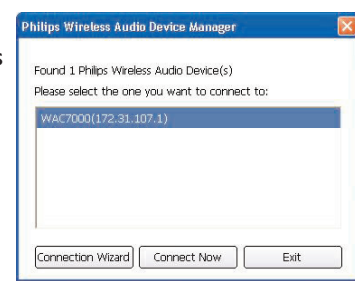 Philips Wireless Audio Device Manager
s
Found 1 Philips Wireless Audio Device(s)
Please select the one you want to connect to:
WAC7000(172.31.107.1)
Connection Wizard Connect Now Exit